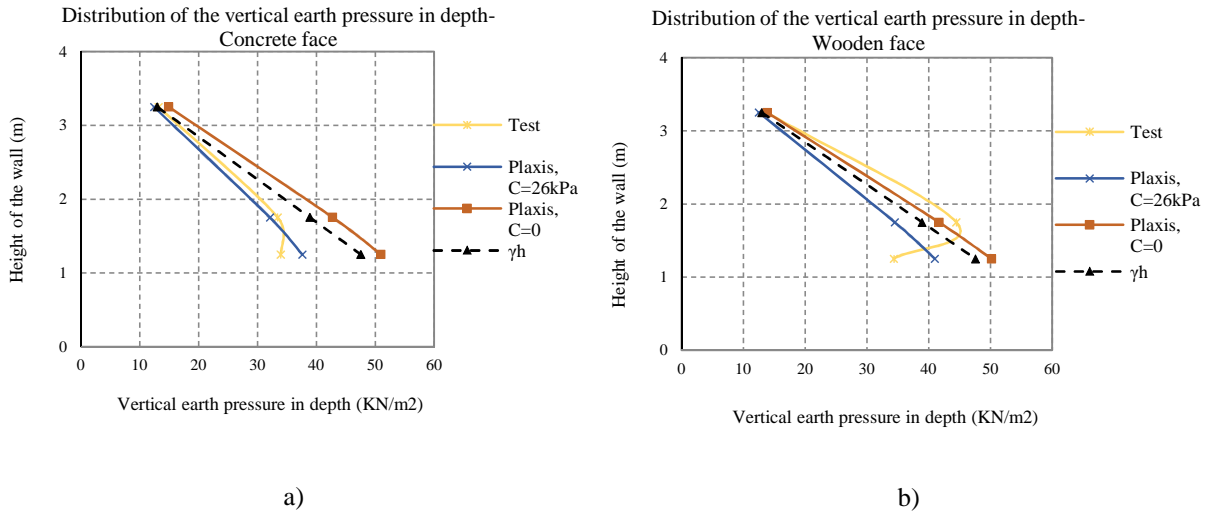 Distribution of the vertical earth pressure in depth-
Concrete face
4
3
2
1
0
0 10 20 30 40 50 60
Height of the wall (m)
Vertical earth pressure in depth (KN/m2)
Test
Plaxis,
C=26kPa
Plaxis,
C=0
γh
a)
Distribution of the vertical earth pressure in depth-
Wooden face
4
3
2
1
0
0 10 20 30 40 50 60
Height of the wall (m)
Vertical earth pressure in depth (KN/m2)
Test
Plaxis,
C=26kPa
Plaxis,
C=0
γh
b)